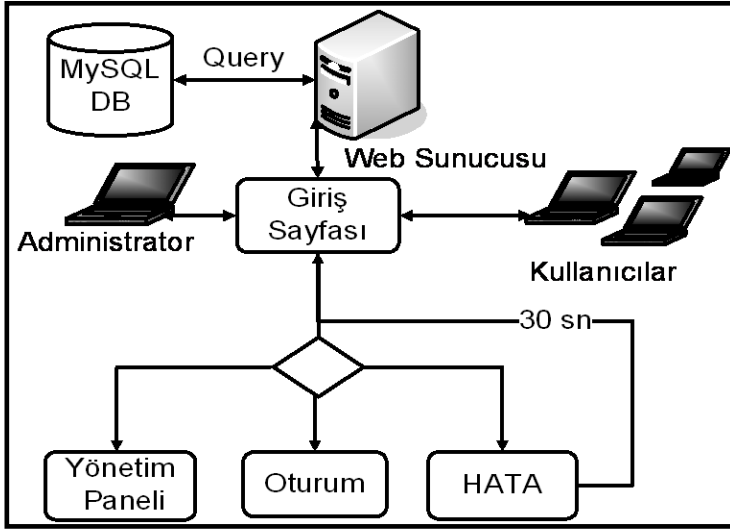 MySQL
DB
Query
Web Sunucusu
Administrator
Giriş
Sayfası
Kullanıcılar
30 sn
Yönetim
Paneli
Oturum
HATA